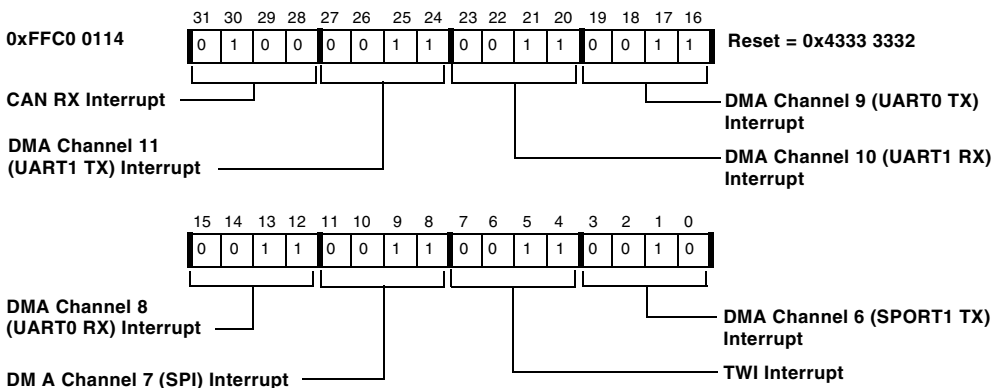 31 30 29 28 27 26 25 24 23 22 21 20 19 18 17 16
0xFFC0 0114
0 1 0 0 0 0 1 1 0 0 1 1 0 0 1 1
Reset = 0x4333 3332
CAN RX Interrupt
DMA Channel 9 (UART0 TX)
Interrupt
DMA Channel 11
(UART1 TX) Interrupt
DMA Channel 10 (UART1 RX)
Interrupt
15 14 13 12 11 10 9 8 7 6 5 4 3 2 1 0
0 0 1 1 0 0 1 1 0 0 1 1 0 0 1 0
DMA Channel 8
(UART0 RX) Interrupt
DMA Channel 6 (SPORT1 TX)
Interrupt
DM A Channel 7 (SPI) Interrupt
TWI Interrupt